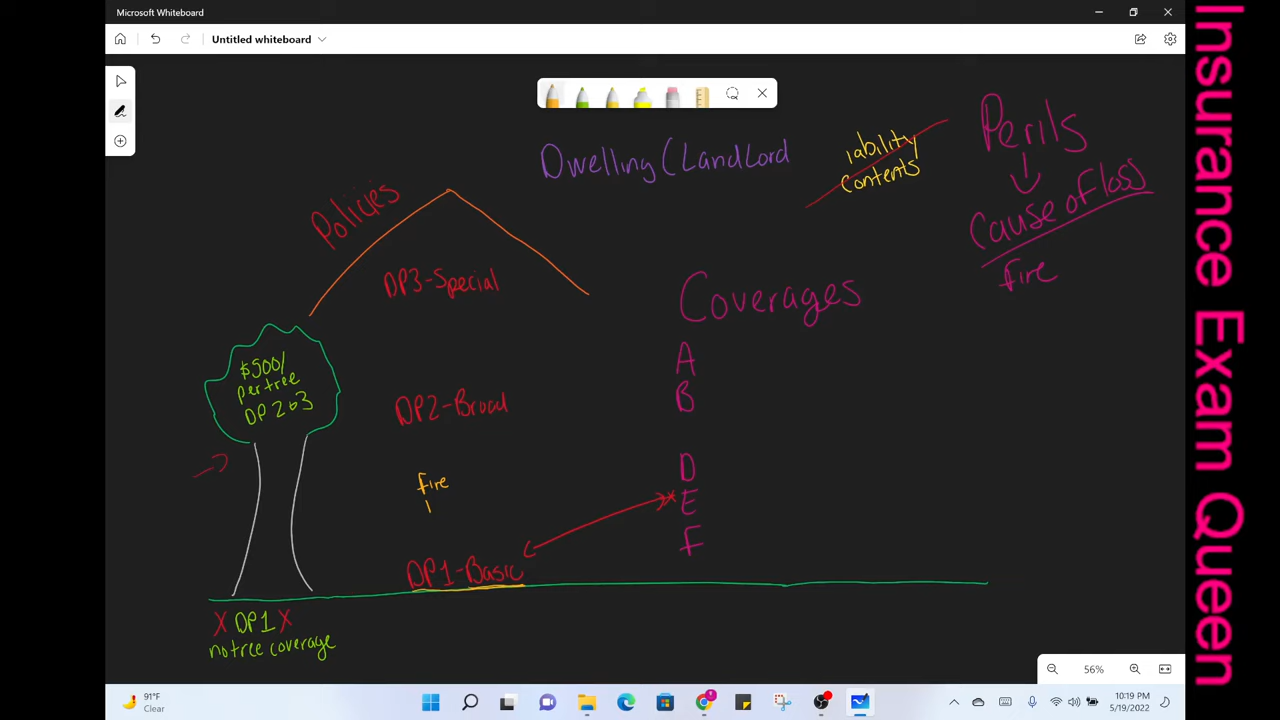 Microsoft Whiteboard
Untitled whiteboard
Dwelling (LandLord
iability
contents
Perils
Cause of loss
fire
Policies
DP3-Special
Coverages
A
B
D
E
F
$500/
per tree
DP 2&3
DP2-Broad
fire
DP1-Basic
X DP1 X
no tree coverage
56%
91°F
Clear
10:19 PM
5/19/2022
Insurance Exam Queen